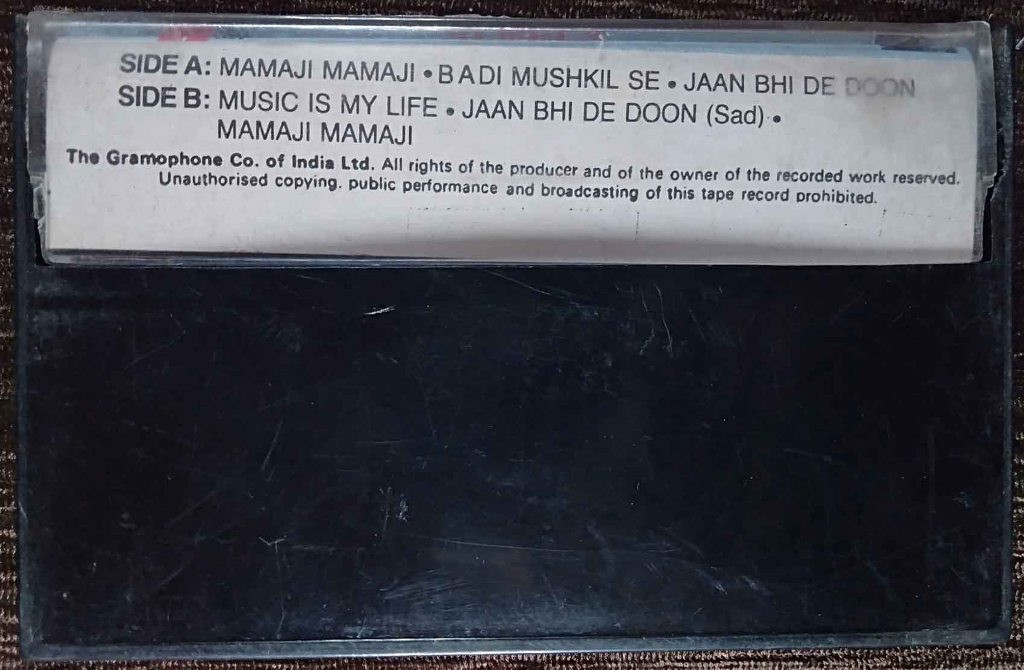 SIDE A: MAMAJI MAMAJI • BADI MUSHKIL SE • JAAN BHI DE DOON
SIDE B: MUSIC IS MY LIFE • JAAN BHI DE DOON (Sad) •
MAMAJI MAMAJI
The Gramophone Co. of India Ltd. All rights of the producer and of the owner of the recorded work reserved.
Unauthorised copying. public performance and broadcasting of this tape record prohibited.